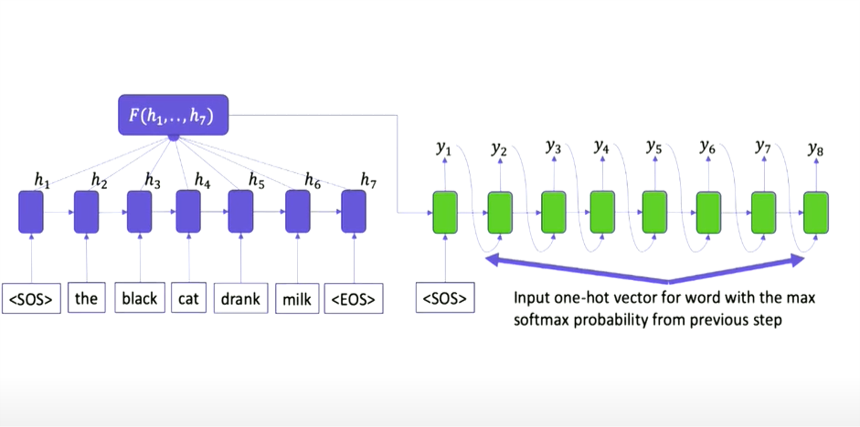 F(h₁,..,h₇)
h₁ h₂ h₃ h₄ h₅ h₆ h₇
y₁ y₂ y₃ y₄ y₅ y₆ y₇ y₈
<SOS> the black cat drank milk <EOS>
<SOS>
Input one-hot vector for word with the max
softmax probability from previous step